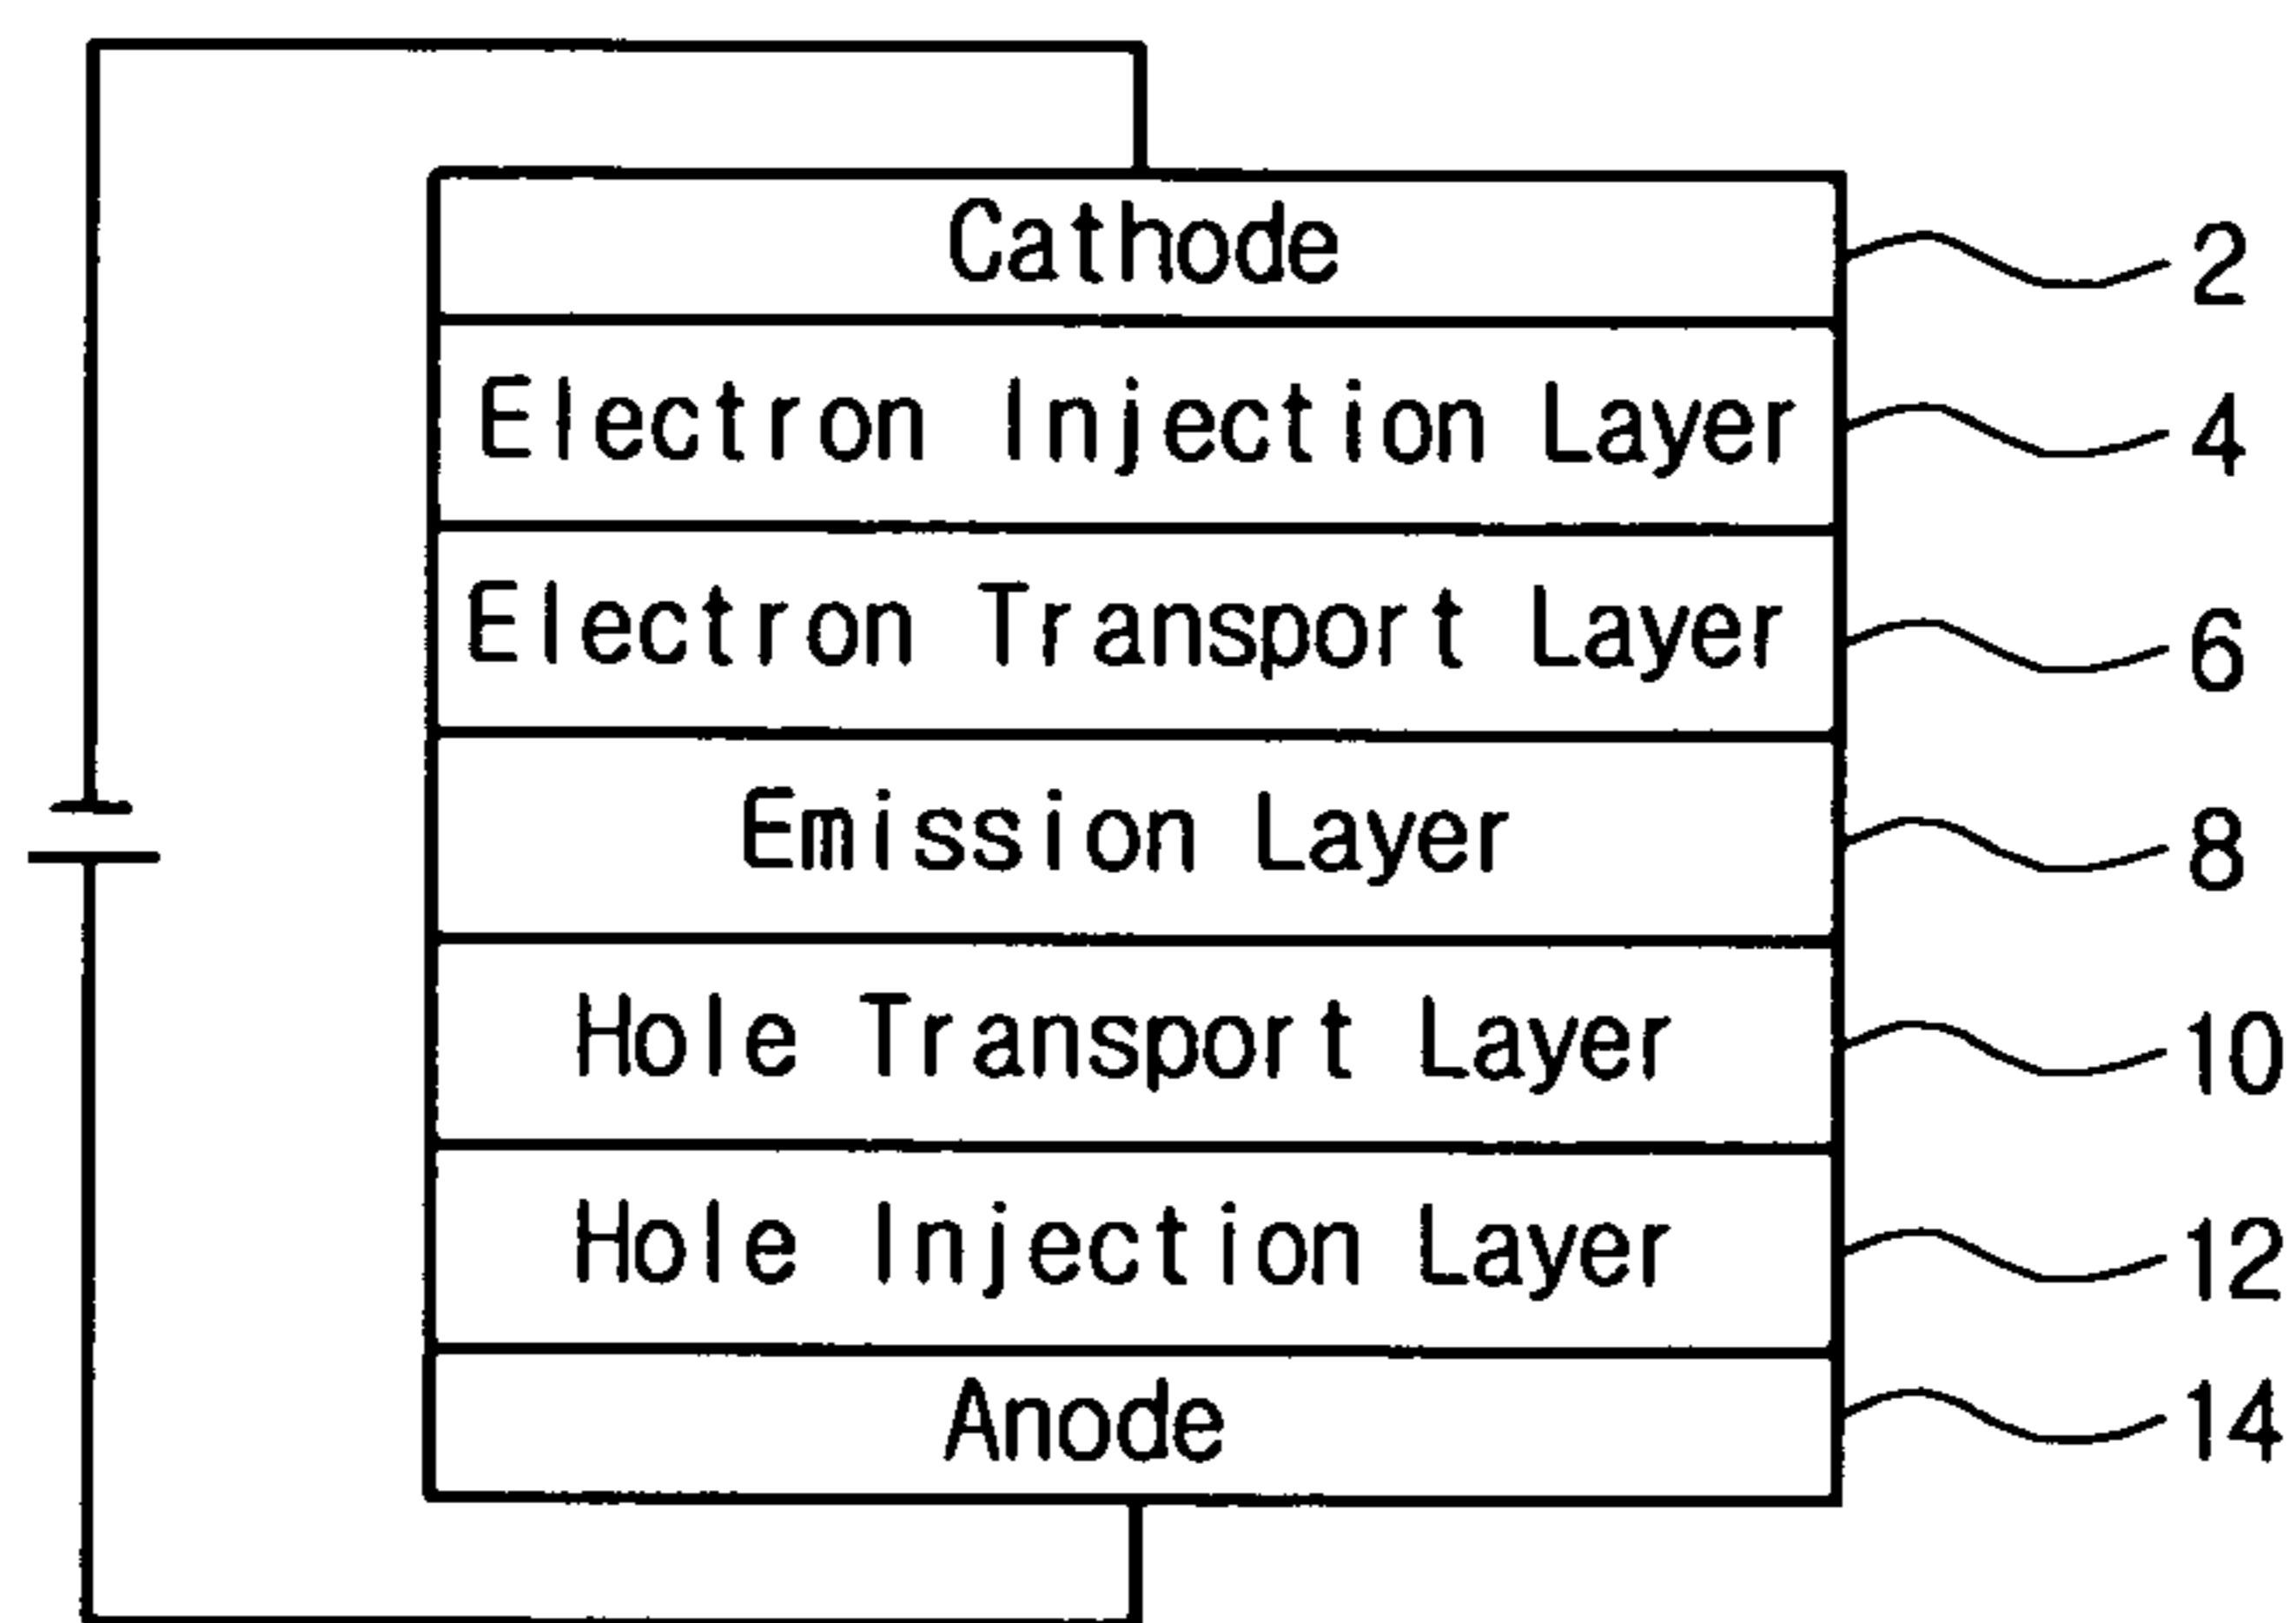 Cathode 2
Electron Injection Layer 4
Electron Transport Layer 6
Emission Layer 8
Hole Transport Layer 10
Hole Injection Layer 12
Anode 14